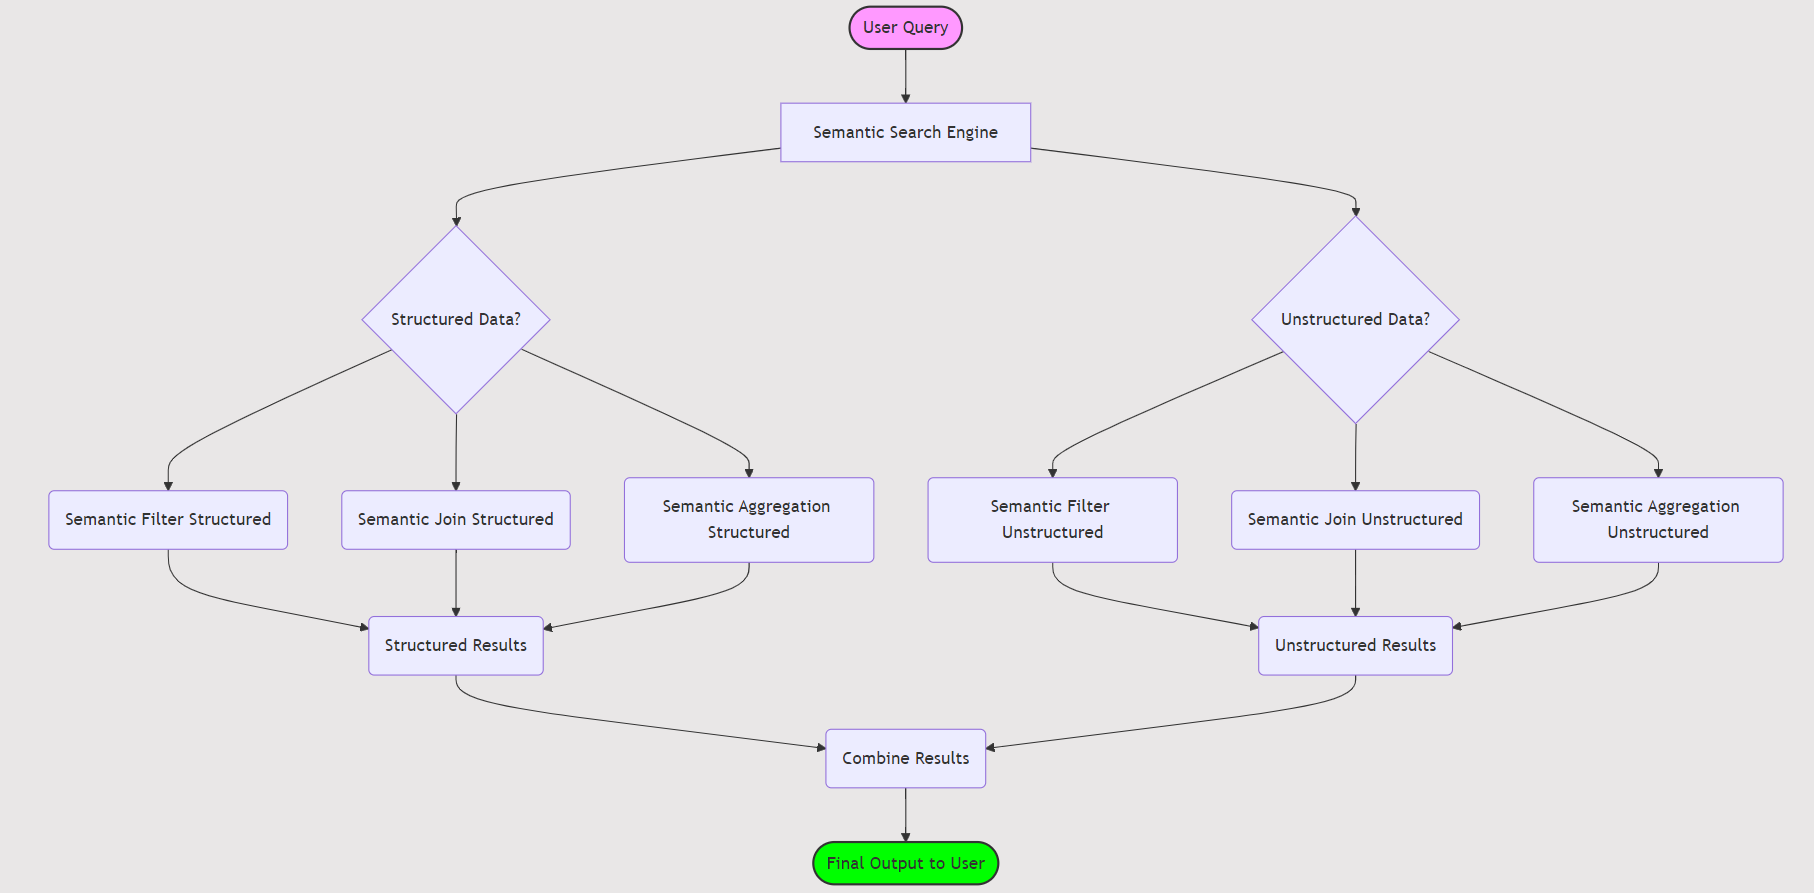 User Query
Semantic Search Engine
Structured Data?
Unstructured Data?
Semantic Filter Structured
Semantic Join Structured
Semantic Aggregation
Structured
Semantic Filter
Unstructured
Semantic Join Unstructured
Semantic Aggregation
Unstructured
Structured Results
Unstructured Results
Combine Results
Final Output to User